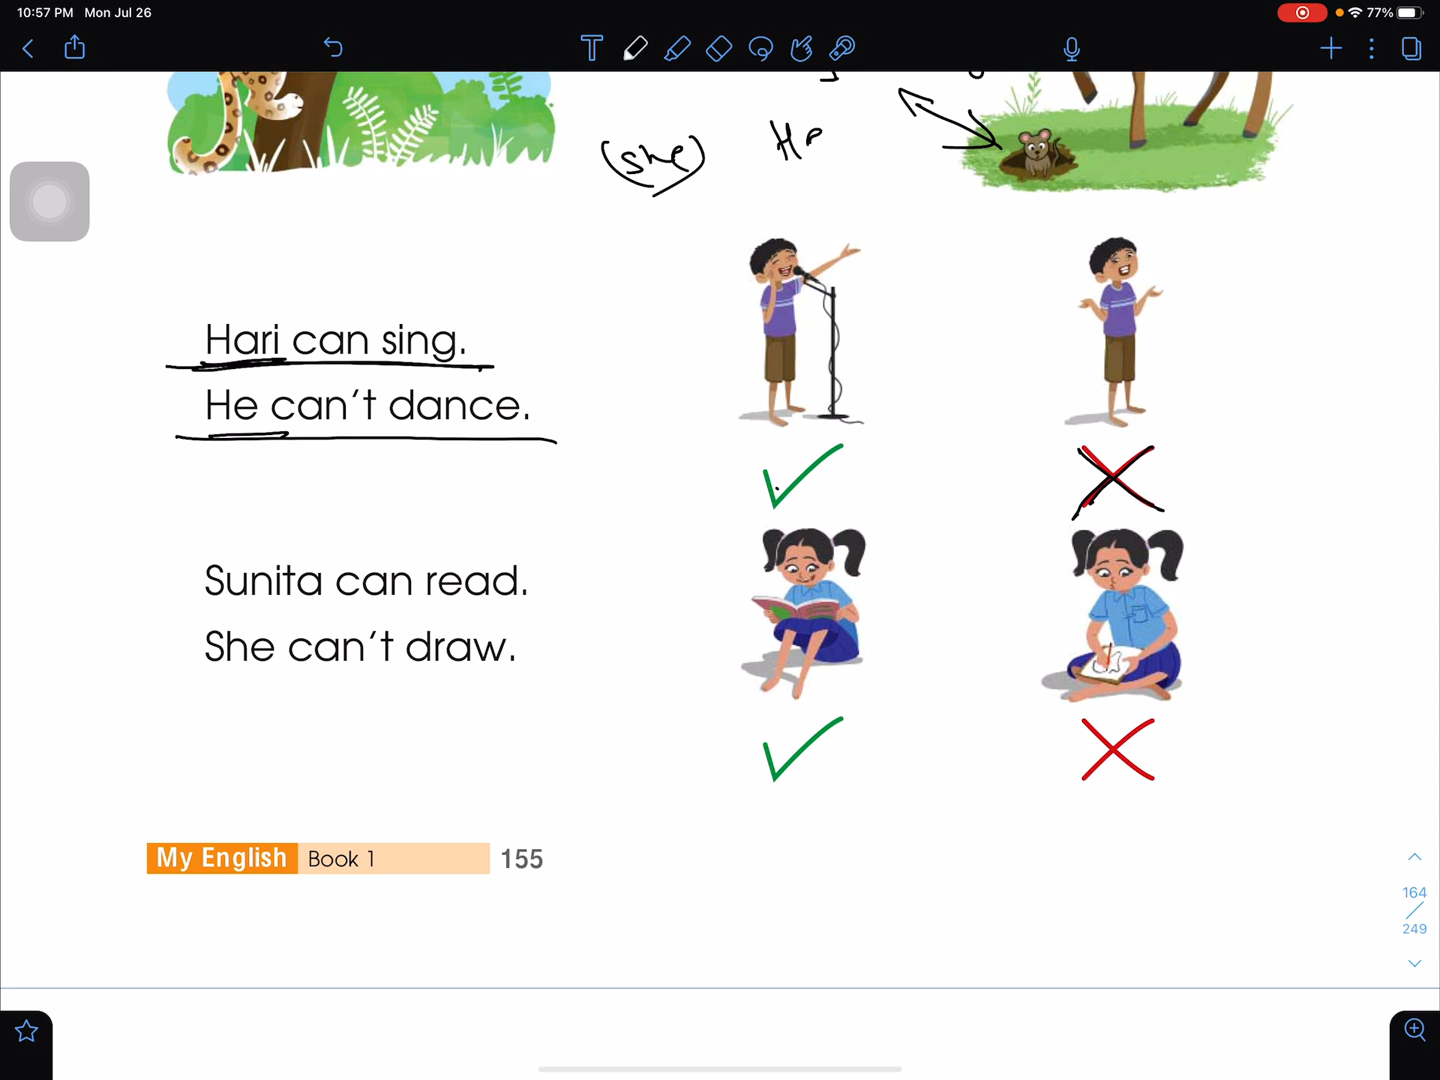 10:57 PM Mon Jul 26
77%
T
(she) He
Hari can sing.
He can't dance.
Sunita can read.
She can't draw.
My English Book 1 155
164
249